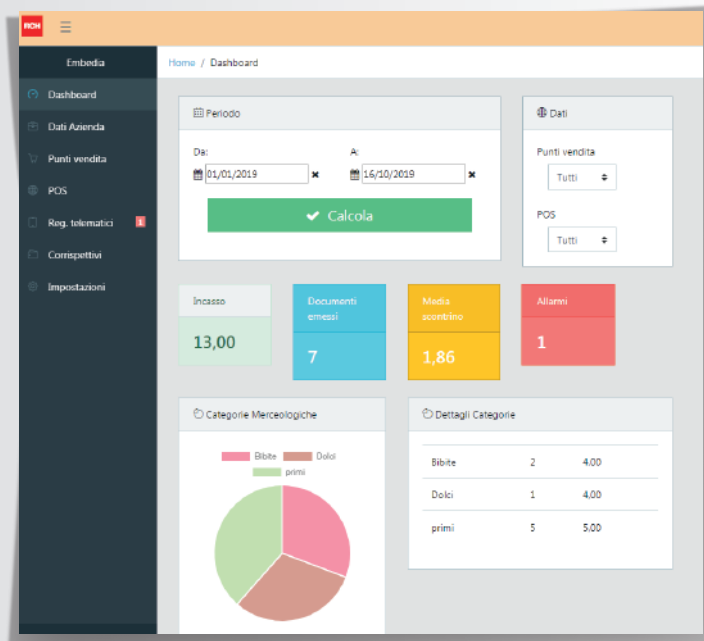 RCH
Embedia
Home / Dashboard
Dashboard
Dati Azienda
Punti vendita
POS
Reg. telematici 1
Corrispettivi
Impostazioni
Periodo
Da: A:
01/01/2019 16/10/2019
Calcola
Dati
Punti vendita
Tutti
POS
Tutti
Incasso
13,00
Documenti
emessi
7
Media
scontrino
1,86
Allarmi
1
Categorie Merceologiche
Bibite Dolci
primi
Dettagli Categorie
Bibite 2 4,00
Dolci 1 4,00
primi 5 5,00